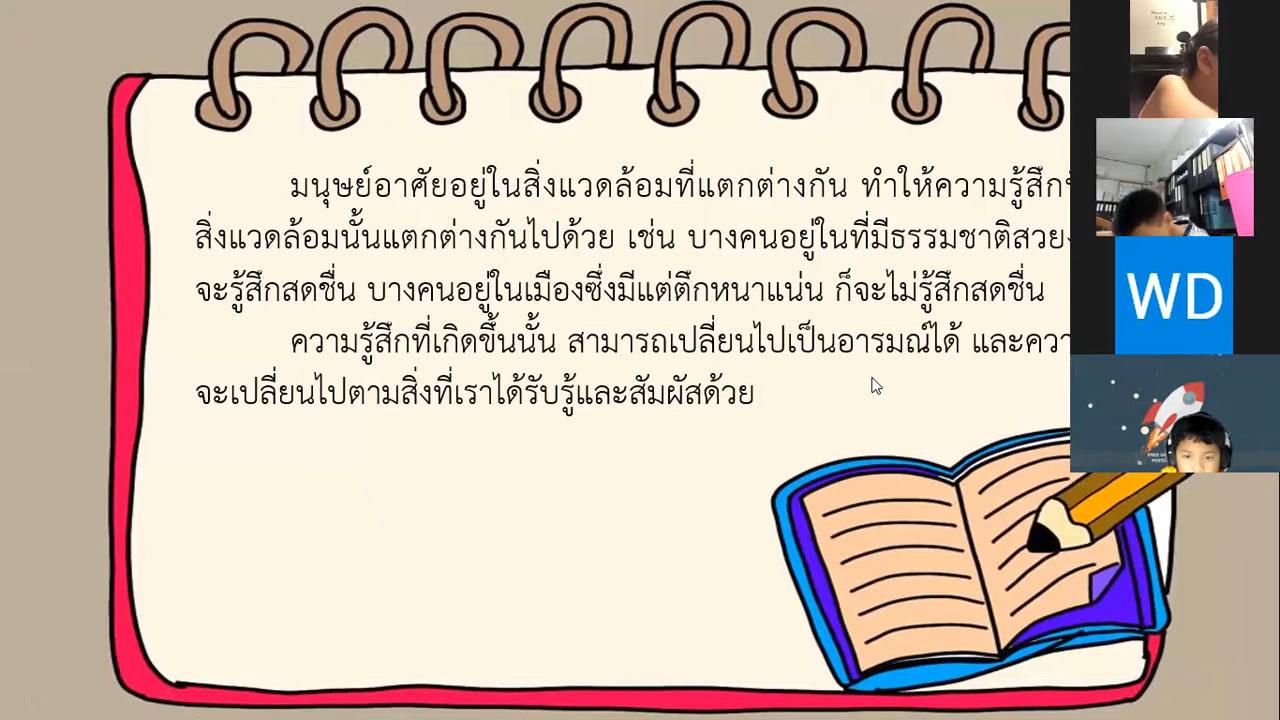 มนุษย์อาศัยอยู่ในสิ่งแวดล้อมที่แตกต่างกัน ทำให้ความรู้สึก
สิ่งแวดล้อมนั้นแตกต่างกันไปด้วย เช่น บางคนอยู่ในที่มีธรรมชาติสวย
จะรู้สึกสดชื่น บางคนอยู่ในเมืองซึ่งมีแต่ตึกหนาแน่น ก็จะไม่รู้สึกสดชื่น
ความรู้สึกที่เกิดขึ้นนั้น สามารถเปลี่ยนไปเป็นอารมณ์ได้ และ
จะเปลี่ยนไปตามสิ่งที่เราได้รับรู้และสัมผัสด้วย
WD